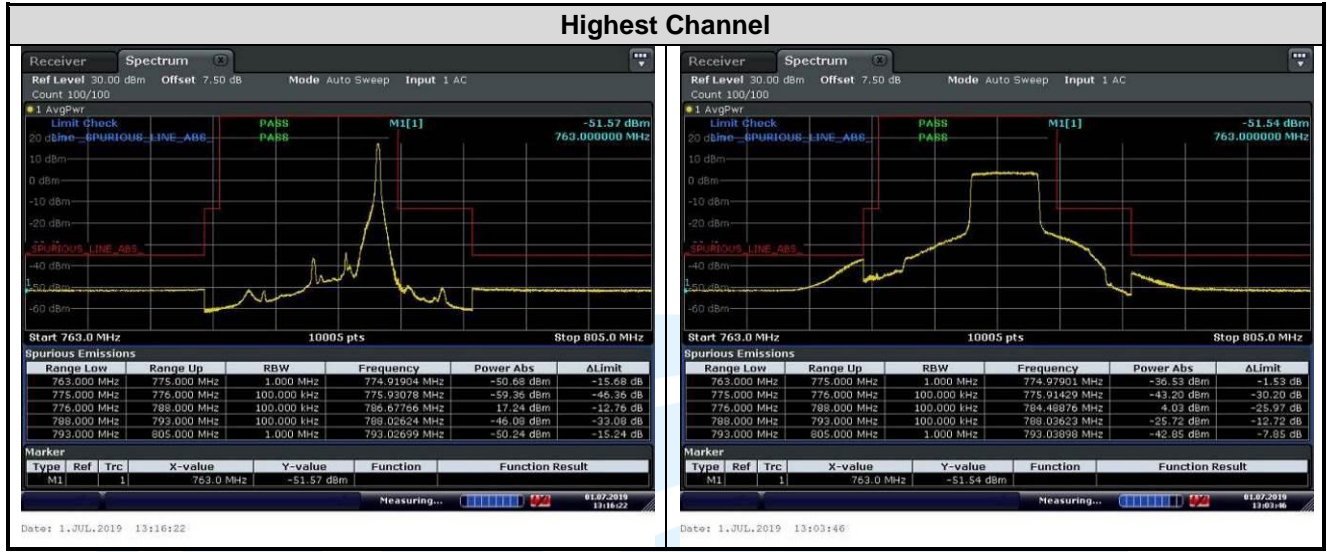 Highest Channel
Receiver Spectrum
Ref Level 30.00 dBm Offset 7.50 dB Mode Auto Sweep Input 1 AC
Count 100/100
1 AvgPwr
Limit Check PASS M1[1] -51.57 dBm
Line _SPURIOUS_LINE_ABS_ PASS 763.000000 MHz
20 dBm
10 dBm
0 dBm
-10 dBm
-20 dBm
_SPURIOUS_LINE_ABS_
-40 dBm
-50 dBm
-60 dBm
Start 763.0 MHz 10005 pts Stop 805.0 MHz
Spurious Emissions
Range Low Range Up RBW Frequency Power Abs ΔLimit
763.000 MHz 775.000 MHz 1.000 MHz 774.91904 MHz -50.68 dBm -15.68 dB
775.000 MHz 776.000 MHz 100.000 kHz 775.93078 MHz -59.36 dBm -46.36 dB
776.000 MHz 788.000 MHz 100.000 kHz 786.67766 MHz 17.24 dBm -12.76 dB
788.000 MHz 793.000 MHz 100.000 kHz 788.02624 MHz -46.08 dBm -33.08 dB
793.000 MHz 805.000 MHz 1.000 MHz 793.02699 MHz -50.24 dBm -15.24 dB
Marker
Type Ref Trc X-value Y-value Function Function Result
M1 1 763.0 MHz -51.57 dBm
Measuring... 01.07.2019
13:16:22
Date: 1.JUL.2019 13:16:22
Receiver Spectrum
Ref Level 30.00 dBm Offset 7.50 dB Mode Auto Sweep Input 1 AC
Count 100/100
1 AvgPwr
Limit Check PASS M1[1] -51.54 dBm
Line _SPURIOUS_LINE_ABS_ PASS 763.000000 MHz
20 dBm
10 dBm
0 dBm
-10 dBm
-20 dBm
_SPURIOUS_LINE_ABS_
-40 dBm
-50 dBm
-60 dBm
Start 763.0 MHz 10005 pts Stop 805.0 MHz
Spurious Emissions
Range Low Range Up RBW Frequency Power Abs ΔLimit
763.000 MHz 775.000 MHz 1.000 MHz 774.97901 MHz -36.53 dBm -1.53 dB
775.000 MHz 776.000 MHz 100.000 kHz 775.91429 MHz -43.20 dBm -30.20 dB
776.000 MHz 788.000 MHz 100.000 kHz 784.48876 MHz 4.03 dBm -25.97 dB
788.000 MHz 793.000 MHz 100.000 kHz 788.03623 MHz -25.72 dBm -12.72 dB
793.000 MHz 805.000 MHz 1.000 MHz 793.03898 MHz -42.85 dBm -7.85 dB
Marker
Type Ref Trc X-value Y-value Function Function Result
M1 1 763.0 MHz -51.54 dBm
Measuring... 01.07.2019
13:03:46
Date: 1.JUL.2019 13:03:46